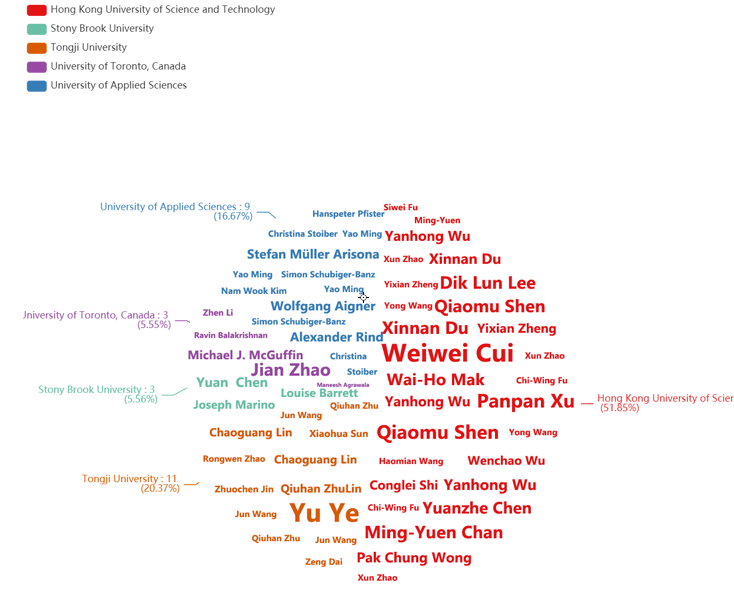 Hong Kong University of Science and Technology
Stony Brook University
Tongji University
University of Toronto, Canada
University of Applied Sciences
University of Applied Sciences : 9
(16.67%)
Hanspeter Pfister
Siwei Fu
Ming-Yuen
Christina Stoiber
Yao Ming
Yanhong Wu
Stefan Müller Arisona
Xun Zhao
Xinnan Du
Yao Ming
Simon Schubiger-Banz
Yixian Zheng
Dik Lun Lee
Nam Wook Kim
Yao Ming
Wolfgang Aigner
Yong Wang
Qiaomu Shen
Jniversity of Toronto, Canada : 3
(5.55%)
Zhen Li
Simon Schubiger-Banz
Xinnan Du
Yixian Zheng
Ravin Balakrishnan
Alexander Rind
Michael J. McGuffin
Christina
Weiwei Cui
Xun Zhao
Jian Zhao
Stoiber
Stony Brook University : 3
(5.56%)
Yuan Chen
Maneesh Agrawala
Wai-Ho Mak
Chi-Wing Fu
Louise Barrett
Joseph Marino
Qiuhan Zhu
Yanhong Wu
Panpan Xu
Hong Kong University of Scier
(51.85%)
Jun Wang
Chaoguang Lin
Xiaohua Sun
Qiaomu Shen
Yong Wang
Rongwen Zhao
Chaoguang Lin
Haomian Wang
Wenchao Wu
Tongji University : 11
(20.37%)
Zhuochen Jin
Qiuhan ZhuLin
Conglei Shi
Yanhong Wu
Jun Wang
Yu Ye
Chi-Wing Fu
Yuanzhe Chen
Qiuhan Zhu
Jun Wang
Ming-Yuen Chan
Zeng Dai
Pak Chung Wong
Xun Zhao